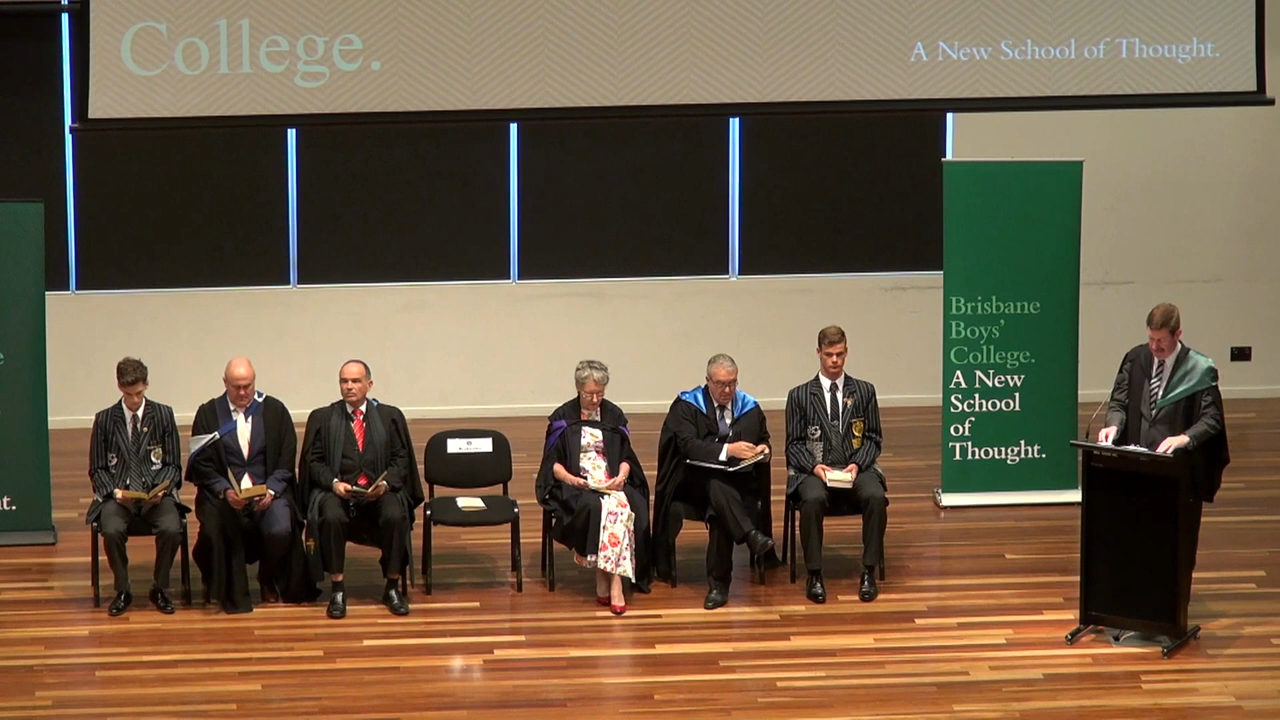 College.
A New School of Thought.
Brisbane
Boys'
College.
A New
School
of
Thought.
t.